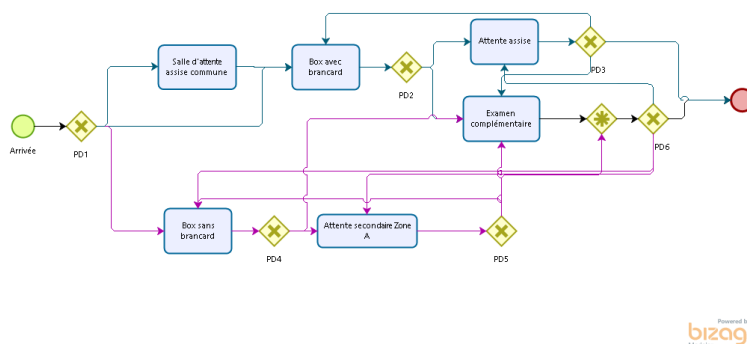 Salle d'attente
assise commune
Box avec
brancard
PD2
Attente assise
PD3
Arrivée
PD1
Examen
complémentaire
PD6
Box sans
brancard
PD4
Attente secondaire Zone
A
PD5
Powered b
bizag